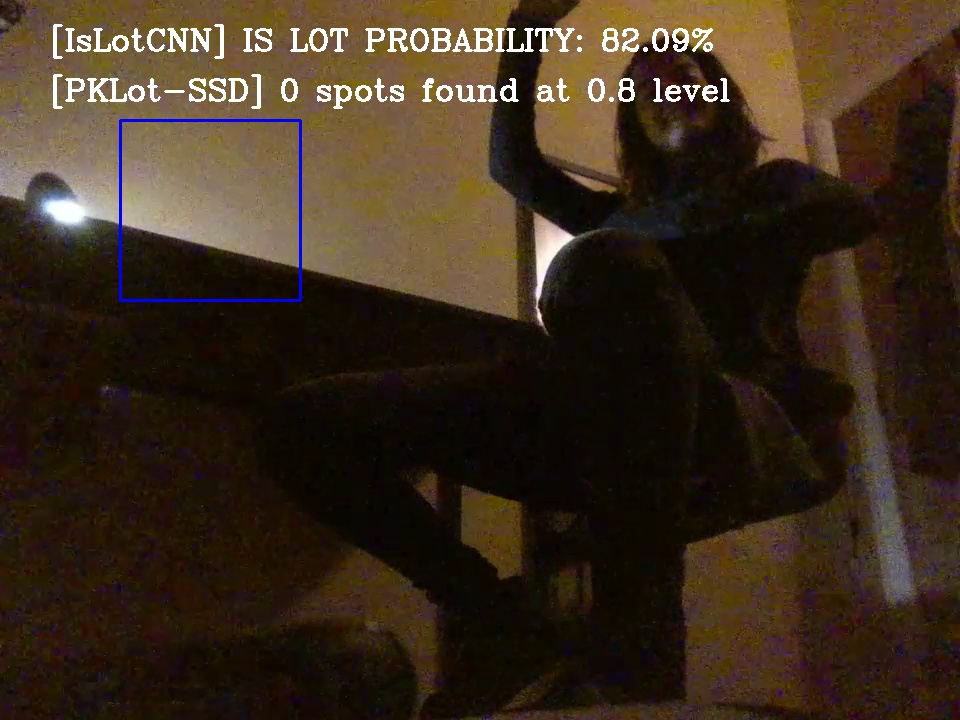 [IsLotCNN] IS LOT PROBABILITY: 82.09%
[PKLot-SSD] 0 spots found at 0.8 level